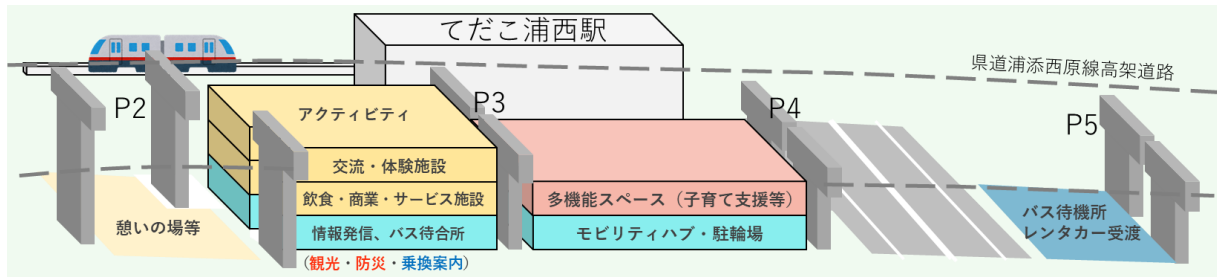 てだこ浦西駅
県道浦添西原線高架道路
P2
P3
P4
P5
アクティビティ
交流・体験施設
飲食・商業・サービス施設
情報発信、バス待合所
(観光・防災・乗換案内)
憩いの場等
多機能スペース（子育て支援等）
モビリティハブ・駐輪場
バス待機所
レンタカー受渡